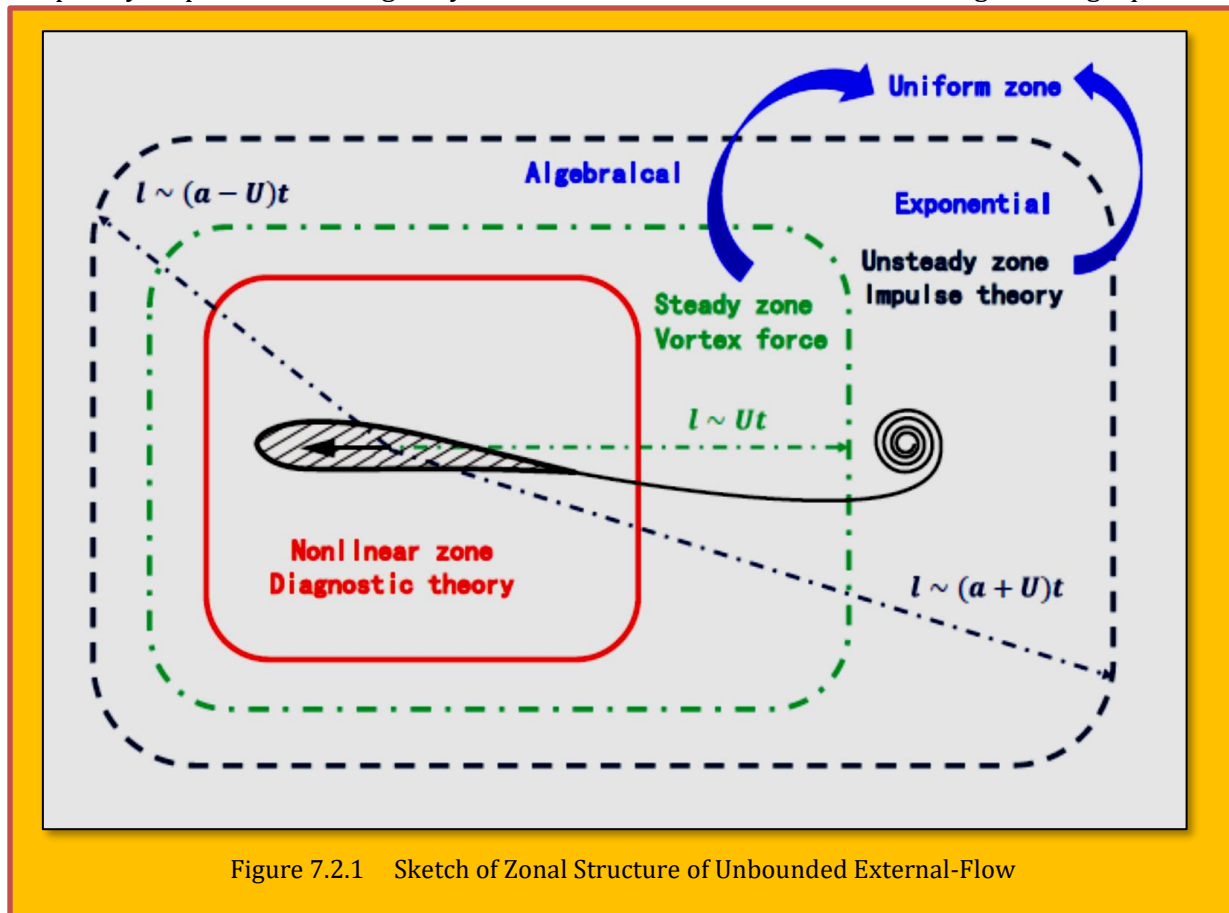 Uniform zone
Algebraical
l ~ (a − U)t
Exponential
Unsteady zone
Impulse theory
Steady zone
Vortex force
l ~ Ut
Nonlinear zone
Diagnostic theory
l ~ (a + U)t
Figure 7.2.1 Sketch of Zonal Structure of Unbounded External-Flow